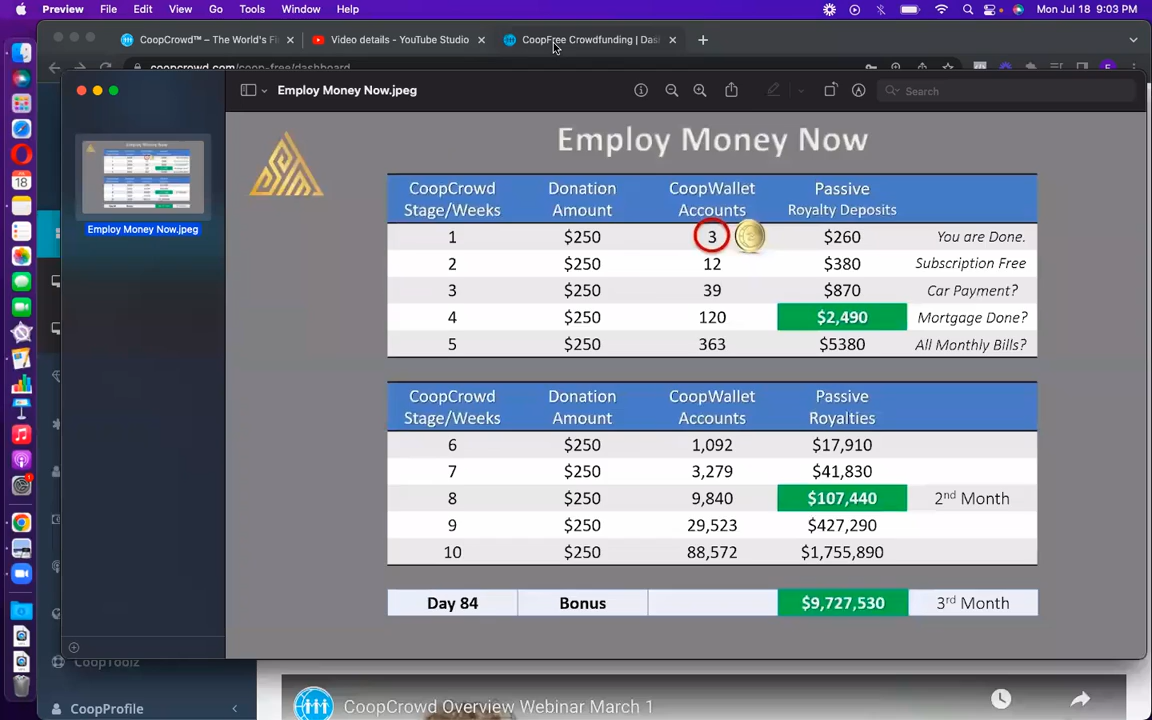 Preview File Edit View Go Tools Window Help Mon Jul 18 9:03 PM
CoopCrowd™ – The World's Fi Video details - YouTube Studio CoopFree Crowdfunding | Das
coopcrowd.com/coop-free/dashboard
Employ Money Now.jpeg Search
Employ Money Now.jpeg
Employ Money Now
CoopCrowd Donation CoopWallet Passive
Stage/Weeks Amount Accounts Royalty Deposits
1 $250 3 $260 You are Done.
2 $250 12 $380 Subscription Free
3 $250 39 $870 Car Payment?
4 $250 120 $2,490 Mortgage Done?
5 $250 363 $5380 All Monthly Bills?
CoopCrowd Donation CoopWallet Passive
Stage/Weeks Amount Accounts Royalties
6 $250 1,092 $17,910
7 $250 3,279 $41,830
8 $250 9,840 $107,440 2nd Month
9 $250 29,523 $427,290
10 $250 88,572 $1,755,890
Day 84 Bonus $9,727,530 3rd Month
CoopToolz
CoopProfile
CoopCrowd Overview Webinar March 1